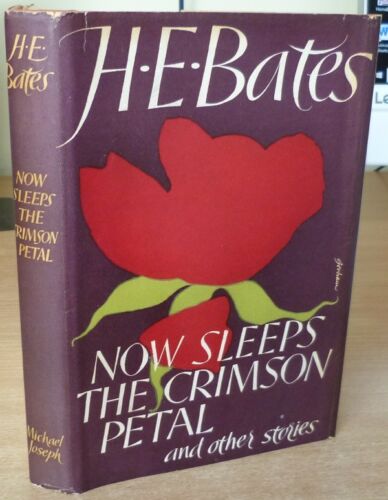 H·E·
Bates
NOW
SLEEPS
THE
CRIMSON
PETAL
Michael
Joseph
H·E·Bates
NOW SLEEPS
THE CRIMSON
PETAL
and other stories